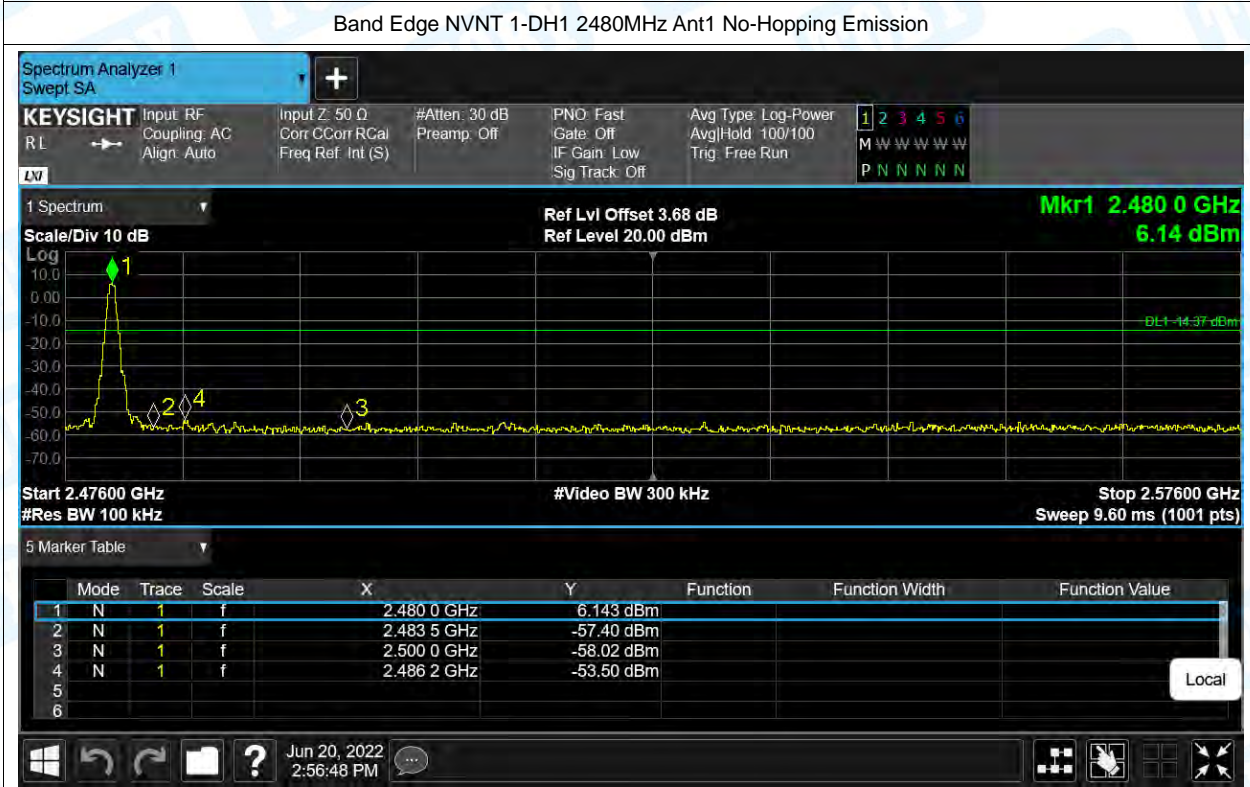 Band Edge NVNT 1-DH1 2480MHz Ant1 No-Hopping Emission
Spectrum Analyzer 1
Swept SA
+
KEYSIGHT Input: RF Input Z: 50 Ω #Atten: 30 dB PNO: Fast Avg Type: Log-Power 1 2 3 4 5 6
RL Coupling: AC Corr CCorr RCal Preamp: Off Gate: Off Avg|Hold: 100/100 M W W W W W
Align: Auto Freq Ref: Int (S) IF Gain: Low Trig: Free Run
LXI Sig Track: Off P N N N N N
1 Spectrum Ref Lvl Offset 3.68 dB Mkr1 2.480 0 GHz
Scale/Div 10 dB Ref Level 20.00 dBm 6.14 dBm
Log
1
10.0
0.00
-10.0
DL1 -14.37 dBm
-20.0
-30.0
-40.0
2 4 3
-50.0
-60.0
-70.0
Start 2.47600 GHz #Video BW 300 kHz Stop 2.57600 GHz
#Res BW 100 kHz Sweep 9.60 ms (1001 pts)
5 Marker Table
Mode Trace Scale X Y Function Function Width Function Value
1 N 1 f 2.480 0 GHz 6.143 dBm
2 N 1 f 2.483 5 GHz -57.40 dBm
3 N 1 f 2.500 0 GHz -58.02 dBm
4 N 1 f 2.486 2 GHz -53.50 dBm
5
6
Local
? Jun 20, 2022
2:56:48 PM